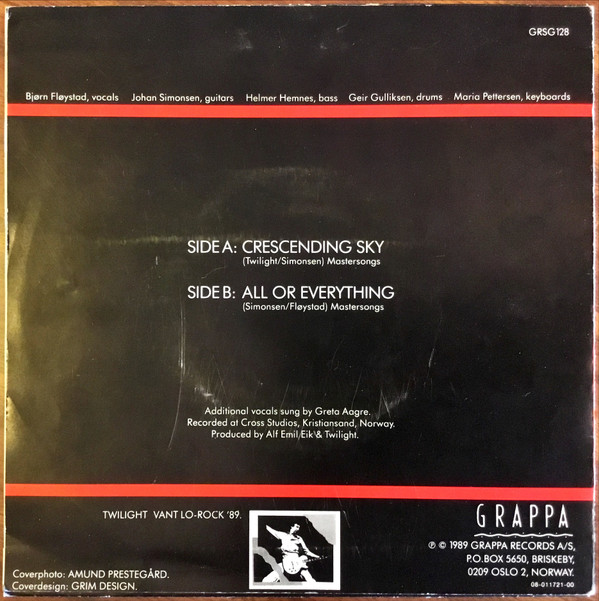 GRSG128
Bjørn Fløystad, vocals Johan Simonsen, guitars Helmer Hemnes, bass Geir Gulliksen, drums Maria Pettersen, keyboards
SIDE A: CRESCENDING SKY
(Twilight/Simonsen) Mastersongs
SIDE B: ALL OR EVERYTHING
(Simonsen/Fløystad) Mastersongs
Additional vocals sung by Greta Aagre.
Recorded at Cross Studios, Kristiansand, Norway.
Produced by Alf Emil Eik & Twilight.
TWILIGHT VANT LO-ROCK '89.
GRAPPA
℗ © 1989 GRAPPA RECORDS A/S,
P.O.BOX 5650, BRISKEBY,
0209 OSLO 2, NORWAY.
08-011721-00
Coverphoto: AMUND PRESTEGÅRD.
Coverdesign: GRIM DESIGN.